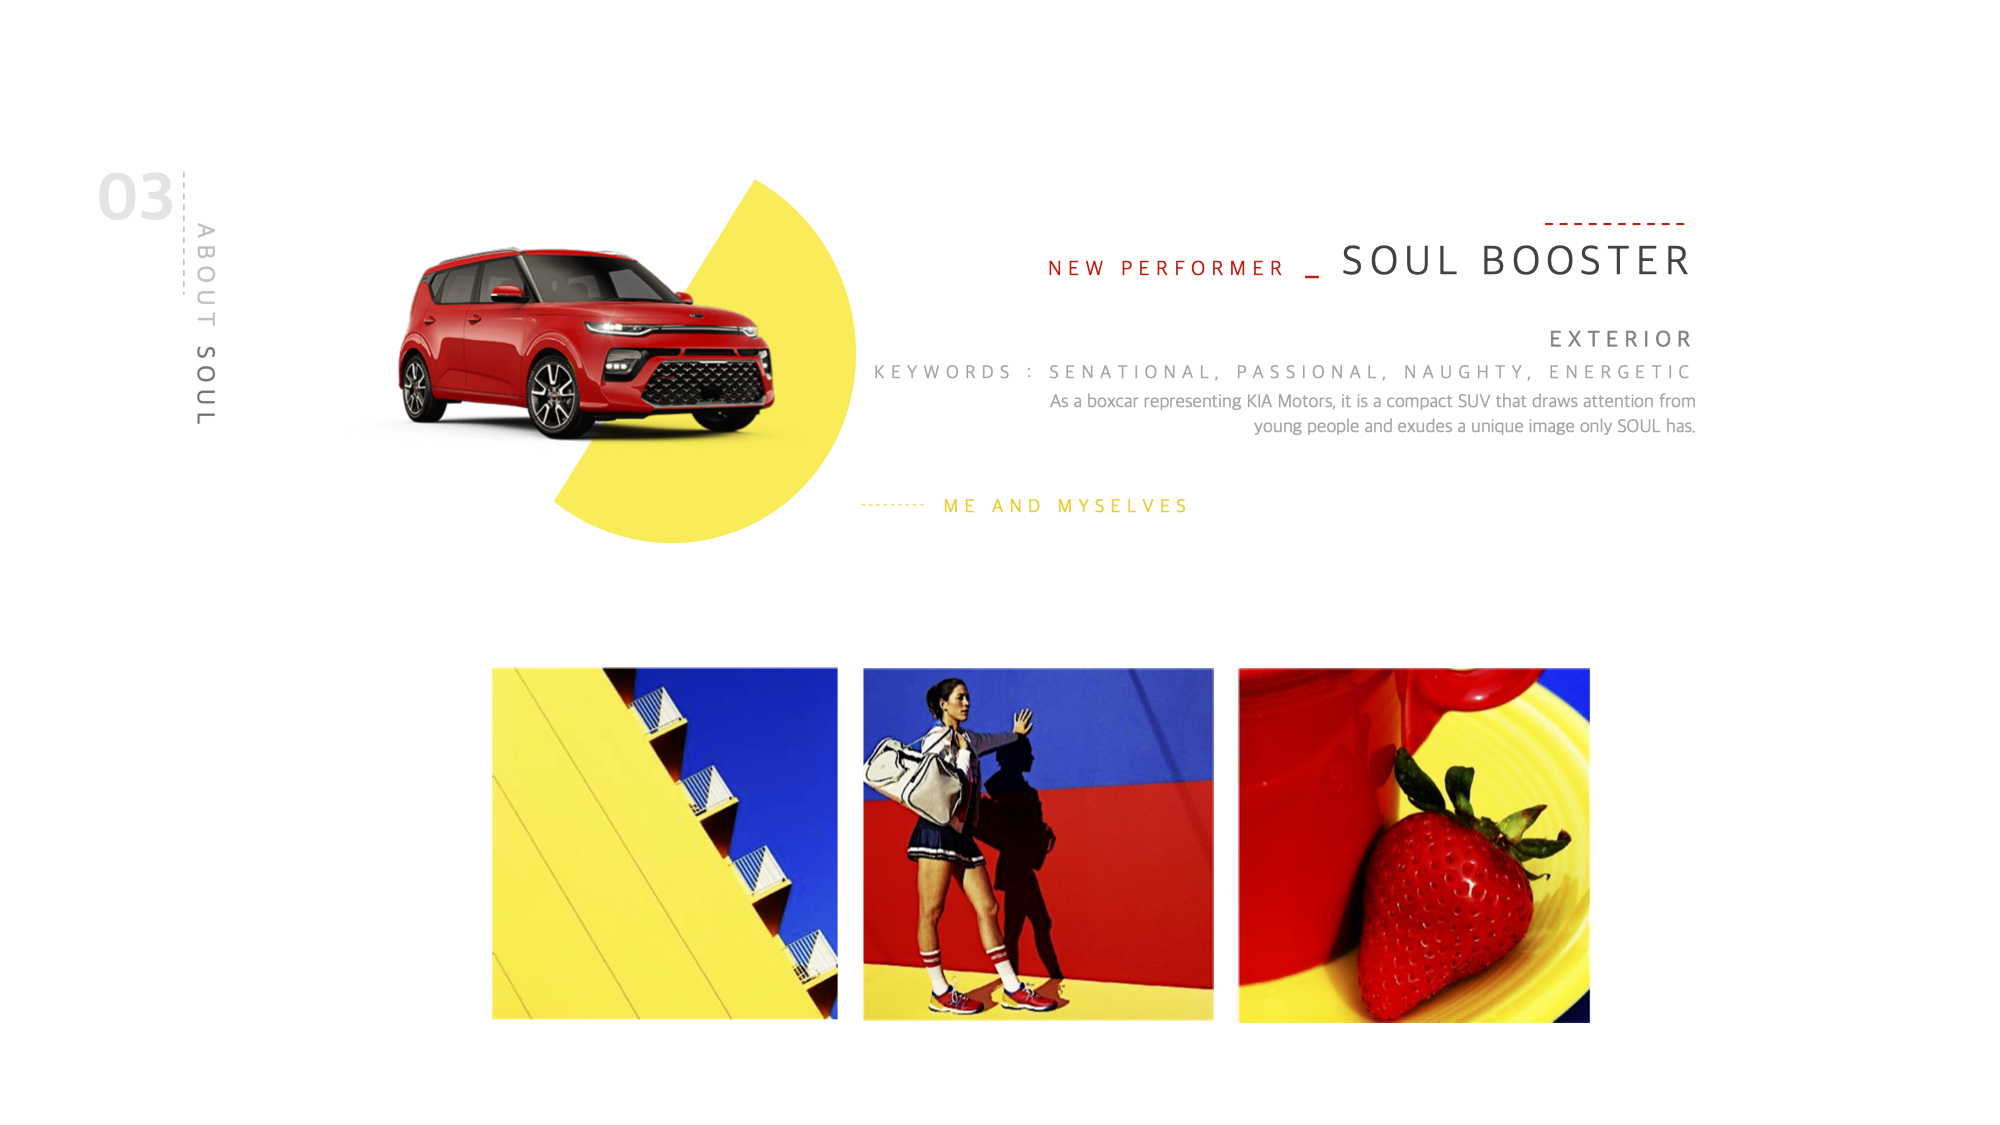 03
ABOUT SOUL
NEW PERFORMER _ SOUL BOOSTER
EXTERIOR
KEYWORDS : SENATIONAL, PASSIONAL, NAUGHTY, ENERGETIC
As a boxcar representing KIA Motors, it is a compact SUV that draws attention from
young people and exudes a unique image only SOUL has.
ME AND MYSELVES